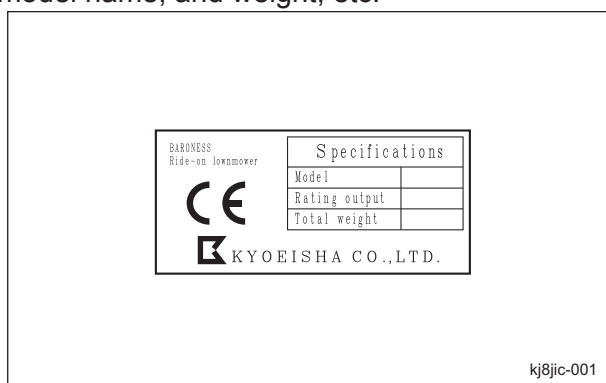 model name, and weight, etc.
BARONESS
Ride-on lownmower
Specifications
Model
Rating output
Total weight
CE
KYOEISHA CO.,LTD.
kj8jic-001